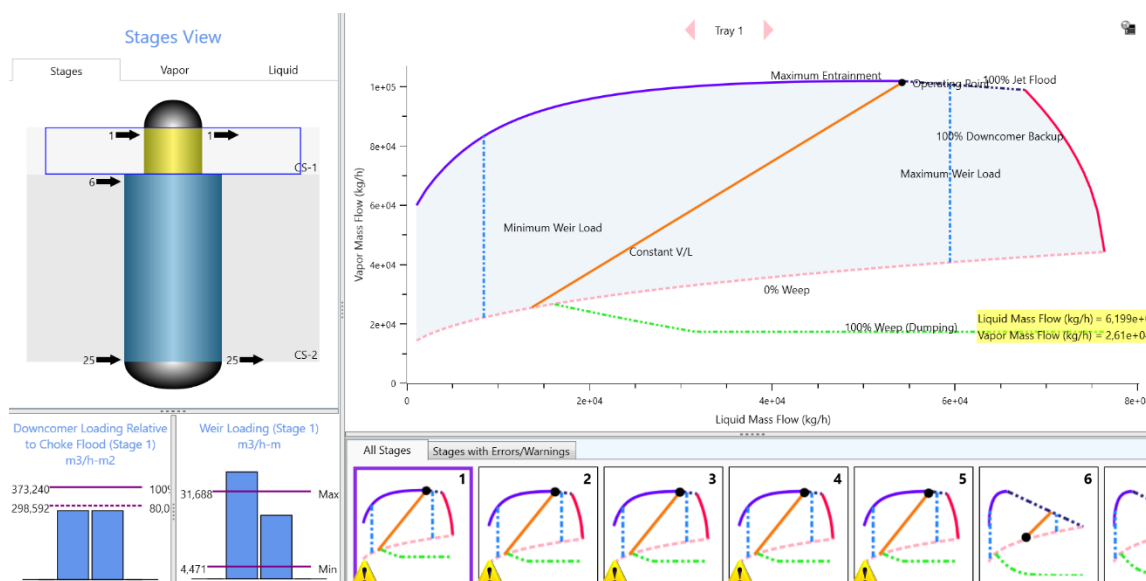 Stages View
Stages
Vapor
Liquid
1
1
CS-1
6
25
25
CS-2
Downcomer Loading Relative
to Choke Flood (Stage 1)
m3/h-m2
373,240
100%
298,592
80,0
Weir Loading (Stage 1)
m3/h-m
31,688
Max
4,471
Min
Tray 1
Vapor Mass Flow (kg/h)
1e+05
8e+04
6e+04
4e+04
2e+04
0
0
2e+04
4e+04
6e+04
8e+0
Liquid Mass Flow (kg/h)
Maximum Entrainment
Operating Point
100% Jet Flood
100% Downcomer Backup
Maximum Weir Load
Minimum Weir Load
Constant V/L
0% Weep
100% Weep (Dumping)
Liquid Mass Flow (kg/h) = 6,199e+
Vapor Mass Flow (kg/h) = 2,61e+04
All Stages
Stages with Errors/Warnings
1
2
3
4
5
6